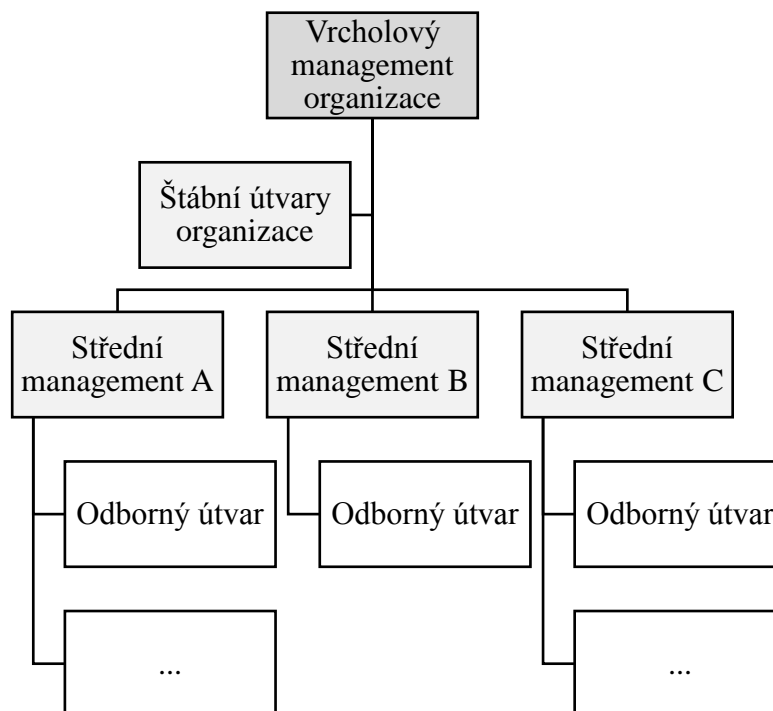 Vrcholový
management
organizace
Štábní útvary
organizace
Střední
management A
Střední
management B
Střední
management C
Odborný útvar
Odborný útvar
Odborný útvar
...
...